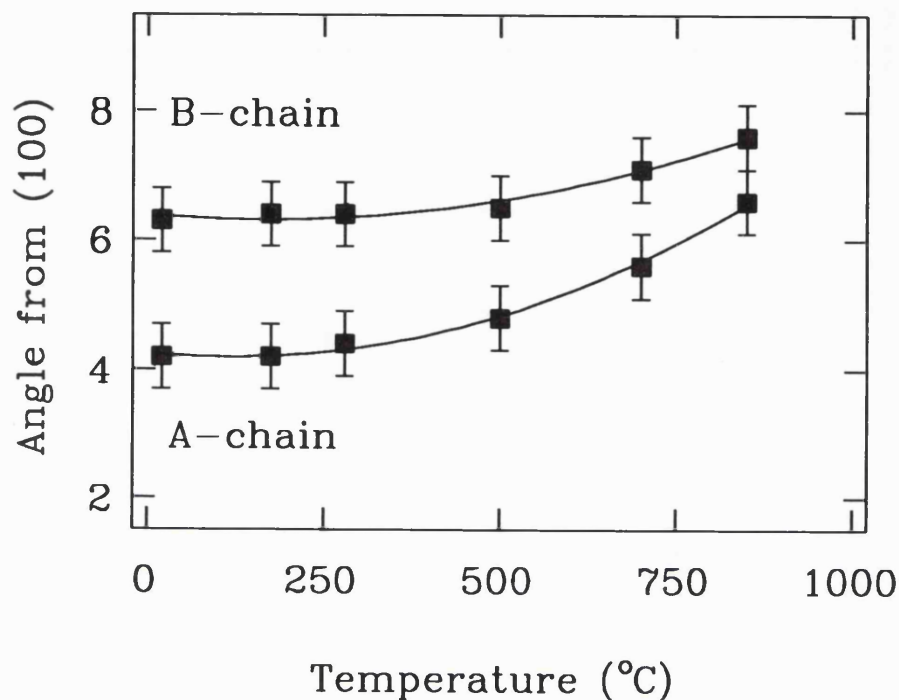 8
B-chain
6
4
A-chain
2
0 250 500 750 1000
Angle from (100)
Temperature (°C)